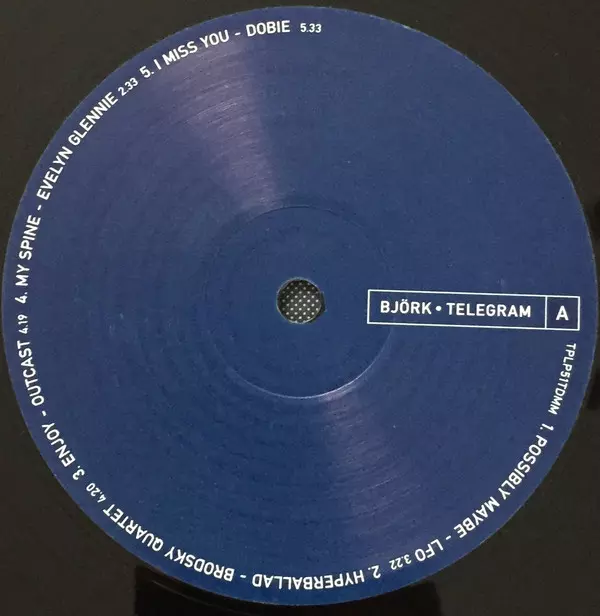 BJÖRK • TELEGRAM A
TPLP51TDMM 1. POSSIBLY MAYBE - LFO 3.22 2. HYPERBALLAD - BRODSKY QUARTET 4.20 3. ENJOY - OUTCAST 4.19 4. MY SPINE - EVELYN GLENNIE 2.33 5. I MISS YOU - DOBIE 5.33